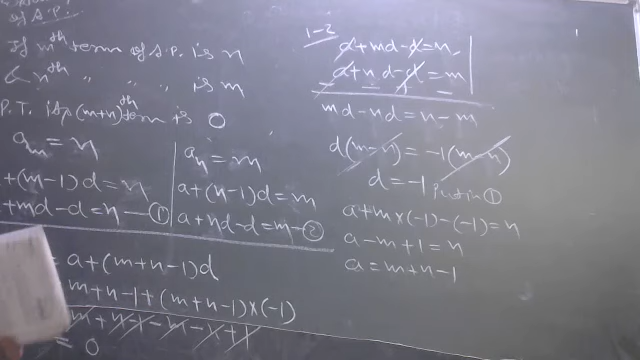 of A.P.
If mth term of A.P. is n
& nth " " " is m
P.T. its (m+n)th term is 0
am = n
+(m-1)d = n
+md-d = n —①
an = m
a+(n-1)d = m
a+nd-d = m —②
= a+(m+n-1)d
m+n-1+(m+n-1)×(-1)
m+n-1-m-n+1
= 0
1-2
a+md-d = n
a+nd-d = m
md-nd = n-m
d(m-n) = -1(m-n)
d = -1 Put in ①
a+m×(-1)-(-1) = n
a-m+1 = n
a = m+n-1